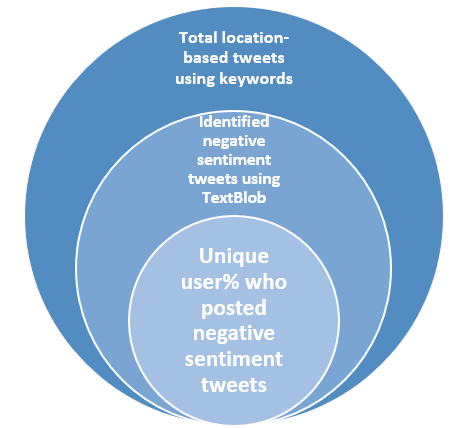 Total location-
based tweets
using keywords
Identified
negative
sentiment
tweets using
TextBlob
Unique
user% who
posted
negative
sentiment
tweets